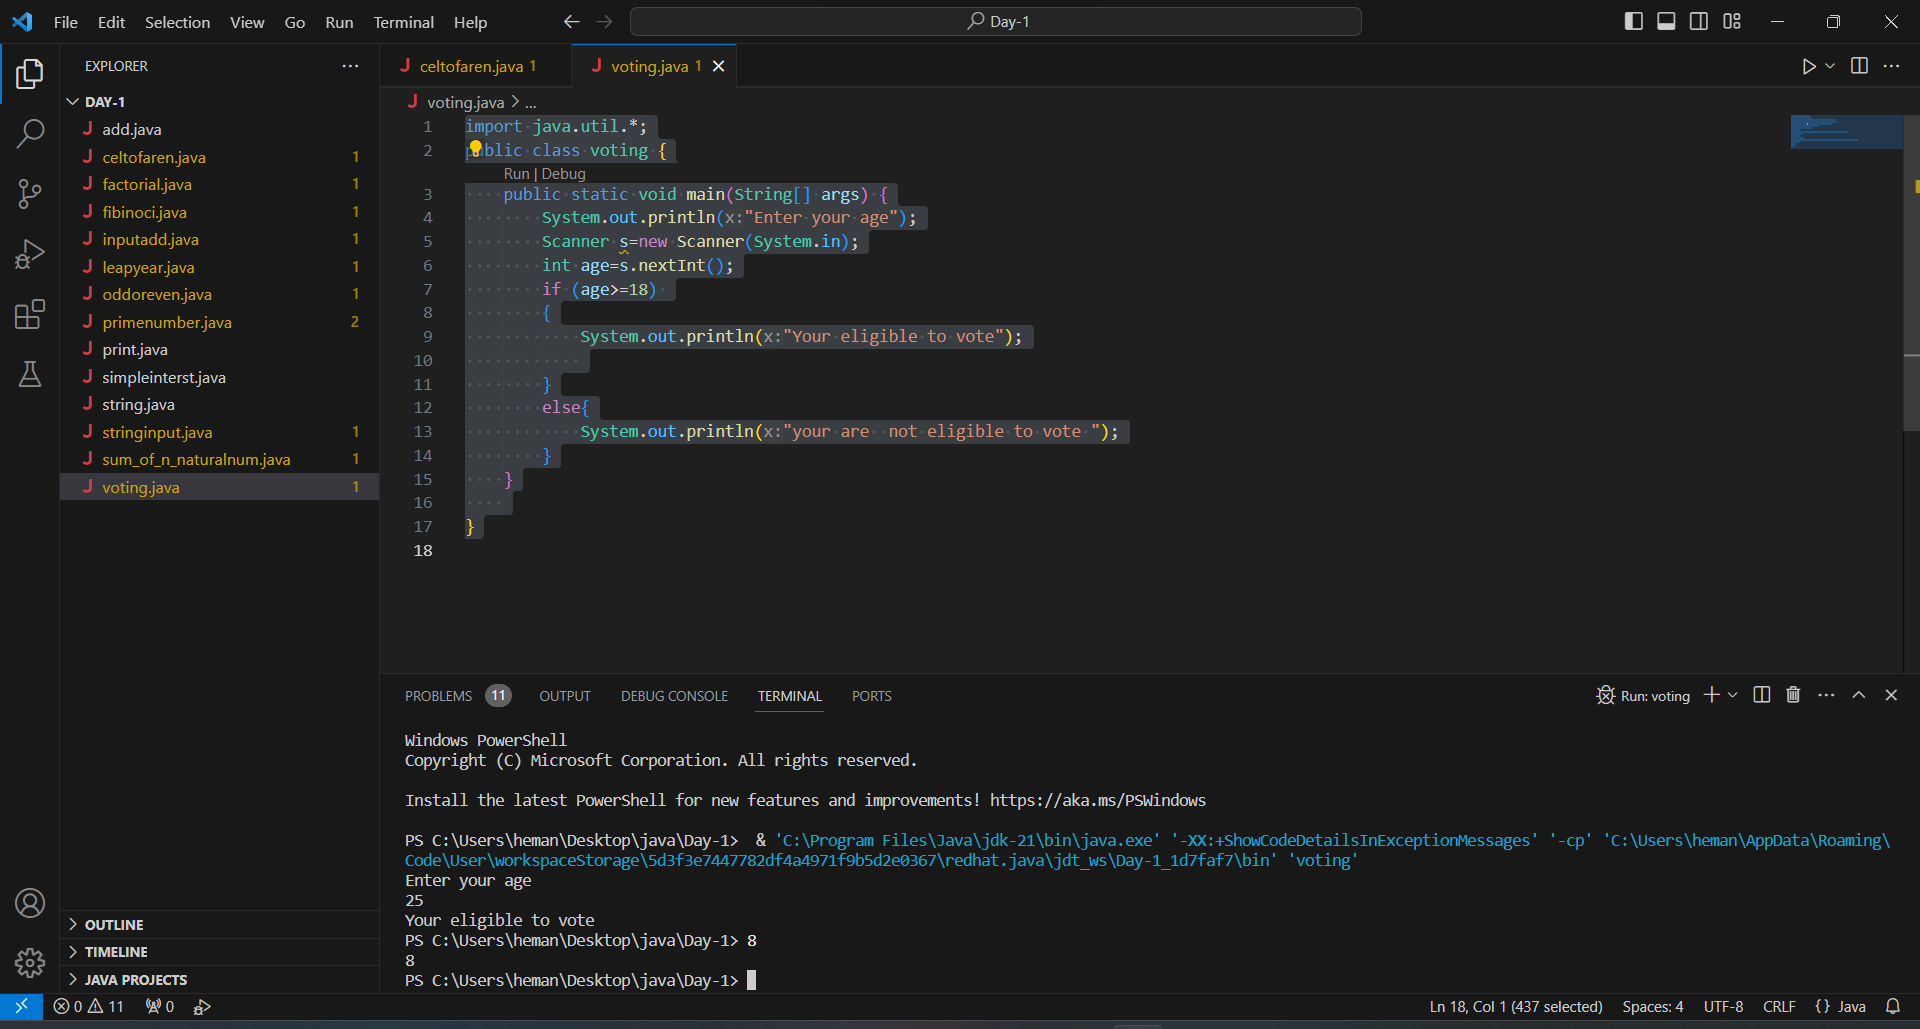 File Edit Selection View Go Run Terminal Help
Day-1
EXPLORER
DAY-1
add.java
celtofaren.java 1
factorial.java 1
fibinoci.java 1
inputadd.java 1
leapyear.java 1
oddoreven.java 1
primenumber.java 2
print.java
simpleinterst.java
string.java
stringinput.java 1
sum_of_n_naturalnum.java 1
voting.java 1
OUTLINE
TIMELINE
JAVA PROJECTS
celtofaren.java 1
voting.java 1
voting.java > ...
1 import java.util.*;
2 public class voting {
Run | Debug
3 public static void main(String[] args) {
4 System.out.println(x:"Enter your age");
5 Scanner s=new Scanner(System.in);
6 int age=s.nextInt();
7 if (age>=18)
8 {
9 System.out.println(x:"Your eligible to vote");
10
11 }
12 else{
13 System.out.println(x:"your are  not eligible to vote ");
14 }
15 }
16
17 }
18
PROBLEMS 11 OUTPUT DEBUG CONSOLE TERMINAL PORTS
Run: voting
Windows PowerShell
Copyright (C) Microsoft Corporation. All rights reserved.
Install the latest PowerShell for new features and improvements! https://aka.ms/PSWindows
PS C:\Users\heman\Desktop\java\Day-1>  & 'C:\Program Files\Java\jdk-21\bin\java.exe' '-XX:+ShowCodeDetailsInExceptionMessages' '-cp' 'C:\Users\heman\AppData\Roaming\
Code\User\workspaceStorage\5d3f3e7447782df4a4971f9b5d2e0367\redhat.java\jdt_ws\Day-1_1d7faf7\bin' 'voting'
Enter your age
25
Your eligible to vote
PS C:\Users\heman\Desktop\java\Day-1> 8
8
PS C:\Users\heman\Desktop\java\Day-1>
0 11 0
Ln 18, Col 1 (437 selected) Spaces: 4 UTF-8 CRLF {} Java